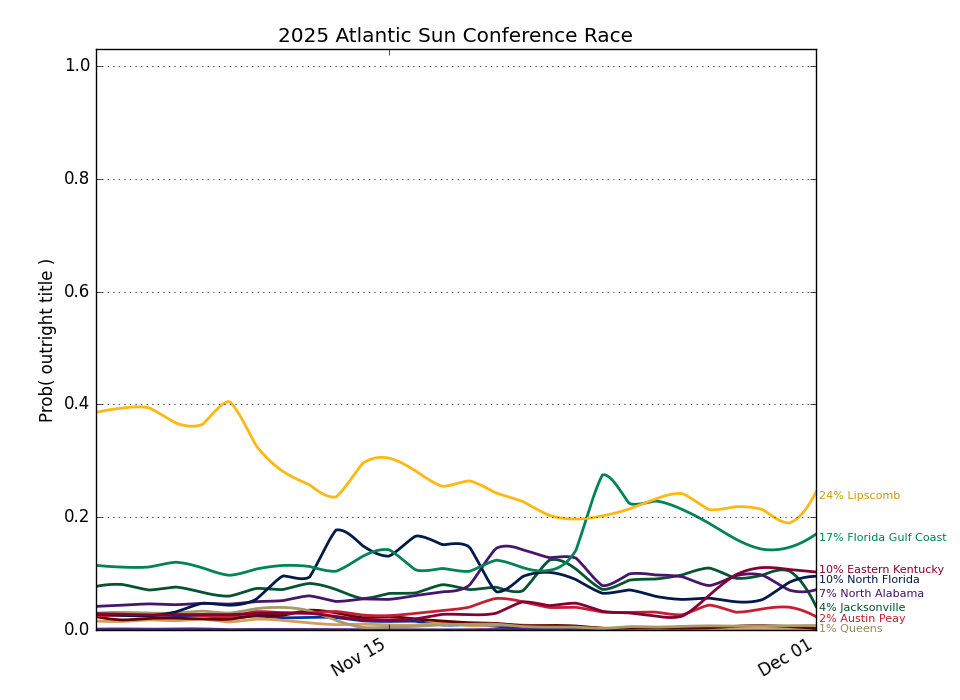 2025 Atlantic Sun Conference Race
Prob( outright title )
1.0
0.8
0.6
0.4
0.2
0.0
Nov 15
Dec 01
24% Lipscomb
17% Florida Gulf Coast
10% Eastern Kentucky
10% North Florida
7% North Alabama
4% Jacksonville
2% Austin Peay
1% Queens